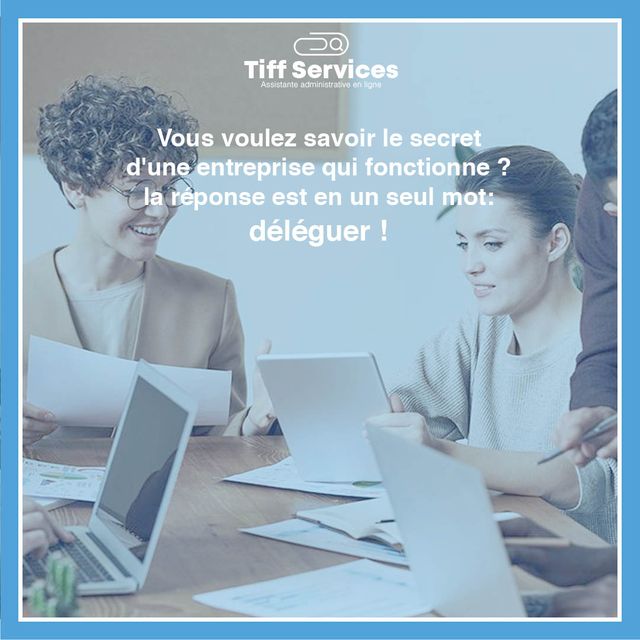 Tiff Services
Assistante administrative en ligne
Vous voulez savoir le secret
d'une entreprise qui fonctionne ?
la réponse est en un seul mot:
déléguer !